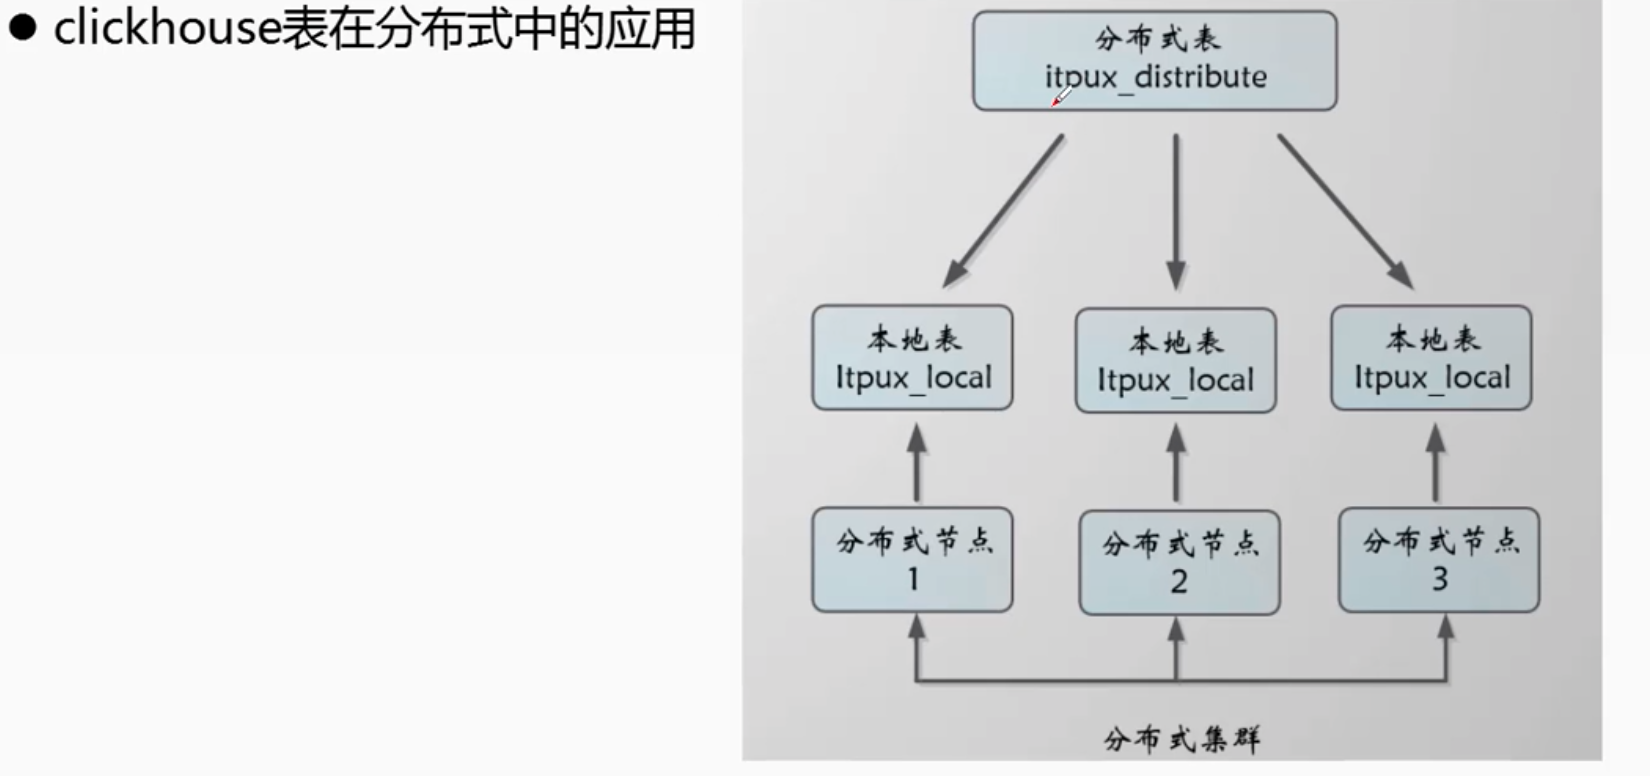 ● clickhouse表在分布式中的应用
分布式表
itpux_distribute
本地表
Itpux_local
本地表
Itpux_local
本地表
Itpux_local
分布式节点
1
分布式节点
2
分布式节点
3
分布式集群